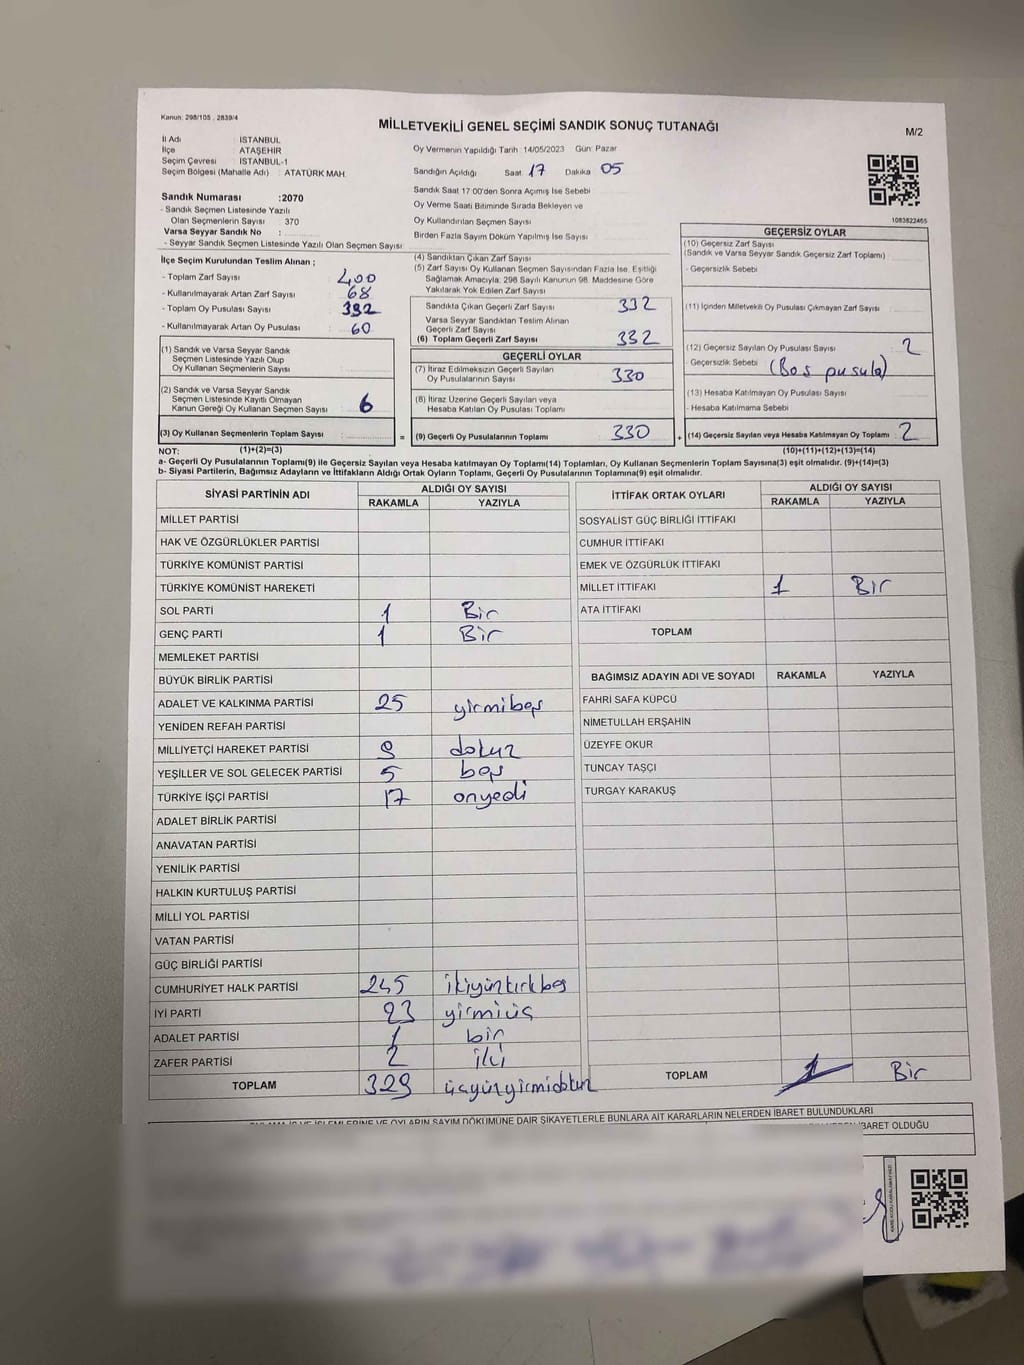 Kanun: 298/105 , 2839/4
MİLLETVEKİLİ GENEL SEÇİMİ SANDIK SONUÇ TUTANAĞI
M/2
İl Adı : İSTANBUL
İlçe : ATAŞEHİR
Seçim Çevresi : İSTANBUL-1
Seçim Bölgesi (Mahalle Adı) : ATATÜRK MAH.
Oy Vermenin Yapıldığı Tarih :14/05/2023 Gün: Pazar
Sandığın Açıldığı Saat 17 Dakika 05
Sandık Saat 17:00'den Sonra Açımış İse Sebebi
Oy Verme Saati Bitiminde Sırada Bekleyen ve
Oy Kullandırılan Seçmen Sayısı
Birden Fazla Sayım Döküm Yapılmış İse Sayısı
1083622465
Sandık Numarası :2070
- Sandık Seçmen Listesinde Yazılı
Olan Seçmenlerin Sayısı 370
Varsa Seyyar Sandık No :
- Seyyar Sandık Seçmen Listesinde Yazılı Olan Seçmen Sayısı
İlçe Seçim Kurulundan Teslim Alınan ;
- Toplam Zarf Sayısı 400
- Kullanılmayarak Artan Zarf Sayısı 68
- Toplam Oy Pusulası 392
- Kullanılmayarak Artan Oy Pusulası 60
(1) Sandık ve Varsa Seyyar Sandık
Seçmen Listesinde Yazılı Olup
Oy Kullanan Seçmenlerin Sayısı :
(2) Sandık ve Varsa Seyyar Sandık
Seçmen Listesinde Kayıtlı Olmayan
Kanun Gereği Oy Kullanan Seçmen Sayısı 6
(3) Oy Kullanan Seçmenlerin Toplam Sayısı :
(4) Sandıktan Çıkan Zarf Sayısı
(5) Zarf Sayısı Oy Kullanan Seçmen Sayısından Fazla İse, Eşitliği
Sağlamak Amacıyla, 298 Sayılı Kanunun 98. Maddesine Göre
Yakılarak Yok Edilen Zarf Sayısı
Sandıkta Çıkan Geçerli Zarf Sayısı 332
Varsa Seyyar Sandıktan Teslim Alınan
Geçerli Zarf Sayısı
(6) Toplam Geçerli Zarf Sayısı 332
GEÇERLİ OYLAR
(7) İtiraz Edilmeksizin Geçerli Sayılan
Oy Pusulalarının Sayısı 330
(8) İtiraz Üzerine Geçerli Sayılan veya
Hesaba Katılan Oy Pusulası Toplamı
= (9) Geçerli Oy Pusulalarının Toplamı 330
GEÇERSİZ OYLAR
(10) Geçersiz Zarf Sayısı
(Sandık ve Varsa Seyyar Sandık Geçersiz Zarf Toplamı)
- Geçersizlik Sebebi
(11) İçinden Milletvekili Oy Pusulası Çıkmayan Zarf Sayısı
(12) Geçersiz Sayılan Oy Pusulası Sayısı 2
Geçersizlik Sebebi (Boş pusula)
(13) Hesaba Katılmayan Oy Pusulası Sayısı
- Hesaba Katılmama Sebebi
+ (14) Geçersiz Sayılan veya Hesaba Katılmayan Oy Toplamı : 2
NOT: (1)+(2)=(3) (10)+(11)+(12)+(13)=(14)
a- Geçerli Oy Pusulalarının Toplamı(9) ile Geçersiz Sayılan veya Hesaba katılmayan Oy Toplamı(14) Toplamları, Oy Kullanan Seçmenlerin Toplam Sayısına(3) eşit olmalıdır. (9)+(14)=(3)
b- Siyasi Partilerin, Bağımsız Adayların ve İttifakların Aldığı Ortak Oyların Toplamı, Geçerli Oy Pusulalarının Toplamına(9) eşit olmalıdır.
SİYASİ PARTİNİN ADI ALDIĞI OY SAYISI
RAKAMLA YAZIYLA
MİLLET PARTİSİ
HAK VE ÖZGÜRLÜKLER PARTİSİ
TÜRKİYE KOMÜNİST PARTİSİ
TÜRKİYE KOMÜNİST HAREKETİ
SOL PARTİ 1 Bir
GENÇ PARTİ 1 Bir
MEMLEKET PARTİSİ
BÜYÜK BİRLİK PARTİSİ
ADALET VE KALKINMA PARTİSİ 25 yirmibeş
YENİDEN REFAH PARTİSİ
MİLLİYETÇİ HAREKET PARTİSİ 9 dokuz
YEŞİLLER VE SOL GELECEK PARTİSİ 5 beş
TÜRKİYE İŞÇİ PARTİSİ 17 onyedi
ADALET BİRLİK PARTİSİ
ANAVATAN PARTİSİ
YENİLİK PARTİSİ
HALKIN KURTULUŞ PARTİSİ
MİLLİ YOL PARTİSİ
VATAN PARTİSİ
GÜÇ BİRLİĞİ PARTİSİ
CUMHURİYET HALK PARTİSİ 245 ikiyüzkırkbeş
İYİ PARTİ 23 yirmiüç
ADALET PARTİSİ 1 bir
ZAFER PARTİSİ 2 iki
TOPLAM 329 üçyüzyirmidokuz
İTTİFAK ORTAK OYLARI ALDIĞI OY SAYISI
RAKAMLA YAZIYLA
SOSYALİST GÜÇ BİRLİĞİ İTTİFAKI
CUMHUR İTTİFAKI
EMEK VE ÖZGÜRLÜK İTTİFAKI
MİLLET İTTİFAKI 1 Bir
ATA İTTİFAKI
TOPLAM
BAĞIMSIZ ADAYIN ADI VE SOYADI RAKAMLA YAZIYLA
FAHRİ SAFA KÜPCÜ
NİMETULLAH ERŞAHİN
ÜZEYFE OKUR
TUNCAY TAŞÇI
TURGAY KARAKUŞ
TOPLAM 1 Bir
OYLARIN SAYIM DÖKÜMÜNE DAİR ŞİKAYETLERLE BUNLARA AİT KARARLARIN NELERDEN İBARET BULUNDUKLARI
İBARET OLDUĞU